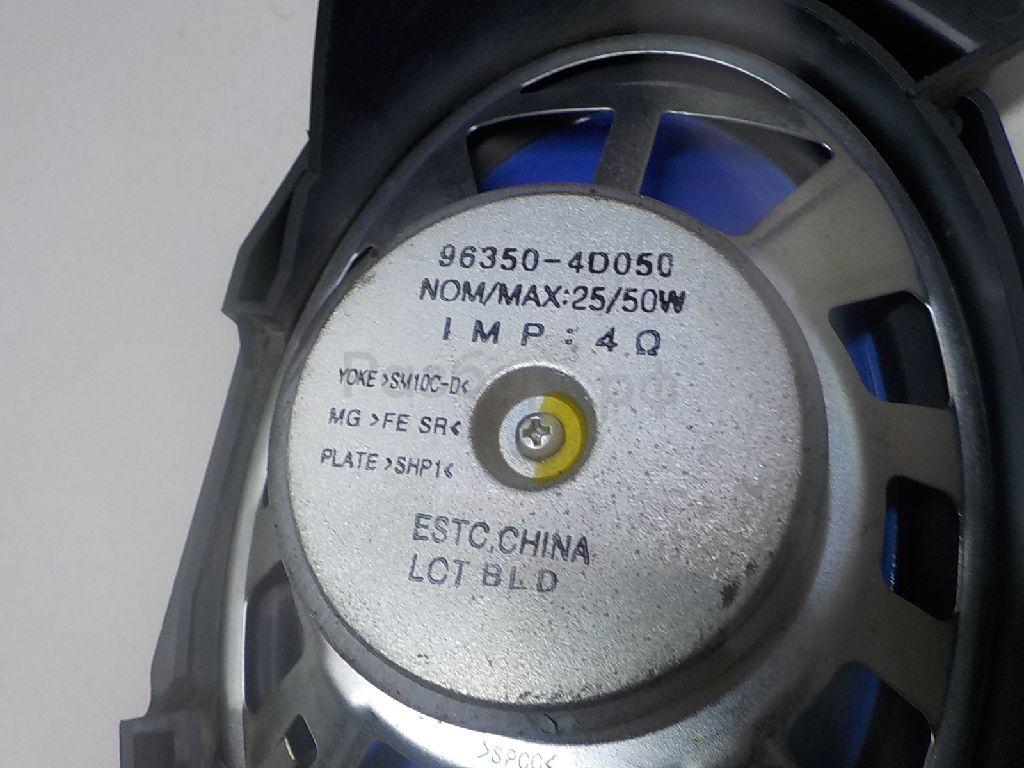 96350-4D050
NOM/MAX:25/50W
IMP:4Ω
YOKE >SM10C-D<
MG >FE SR<
PLATE >SHP1<
ESTC,CHINA
LOT BLD
>SPCC<